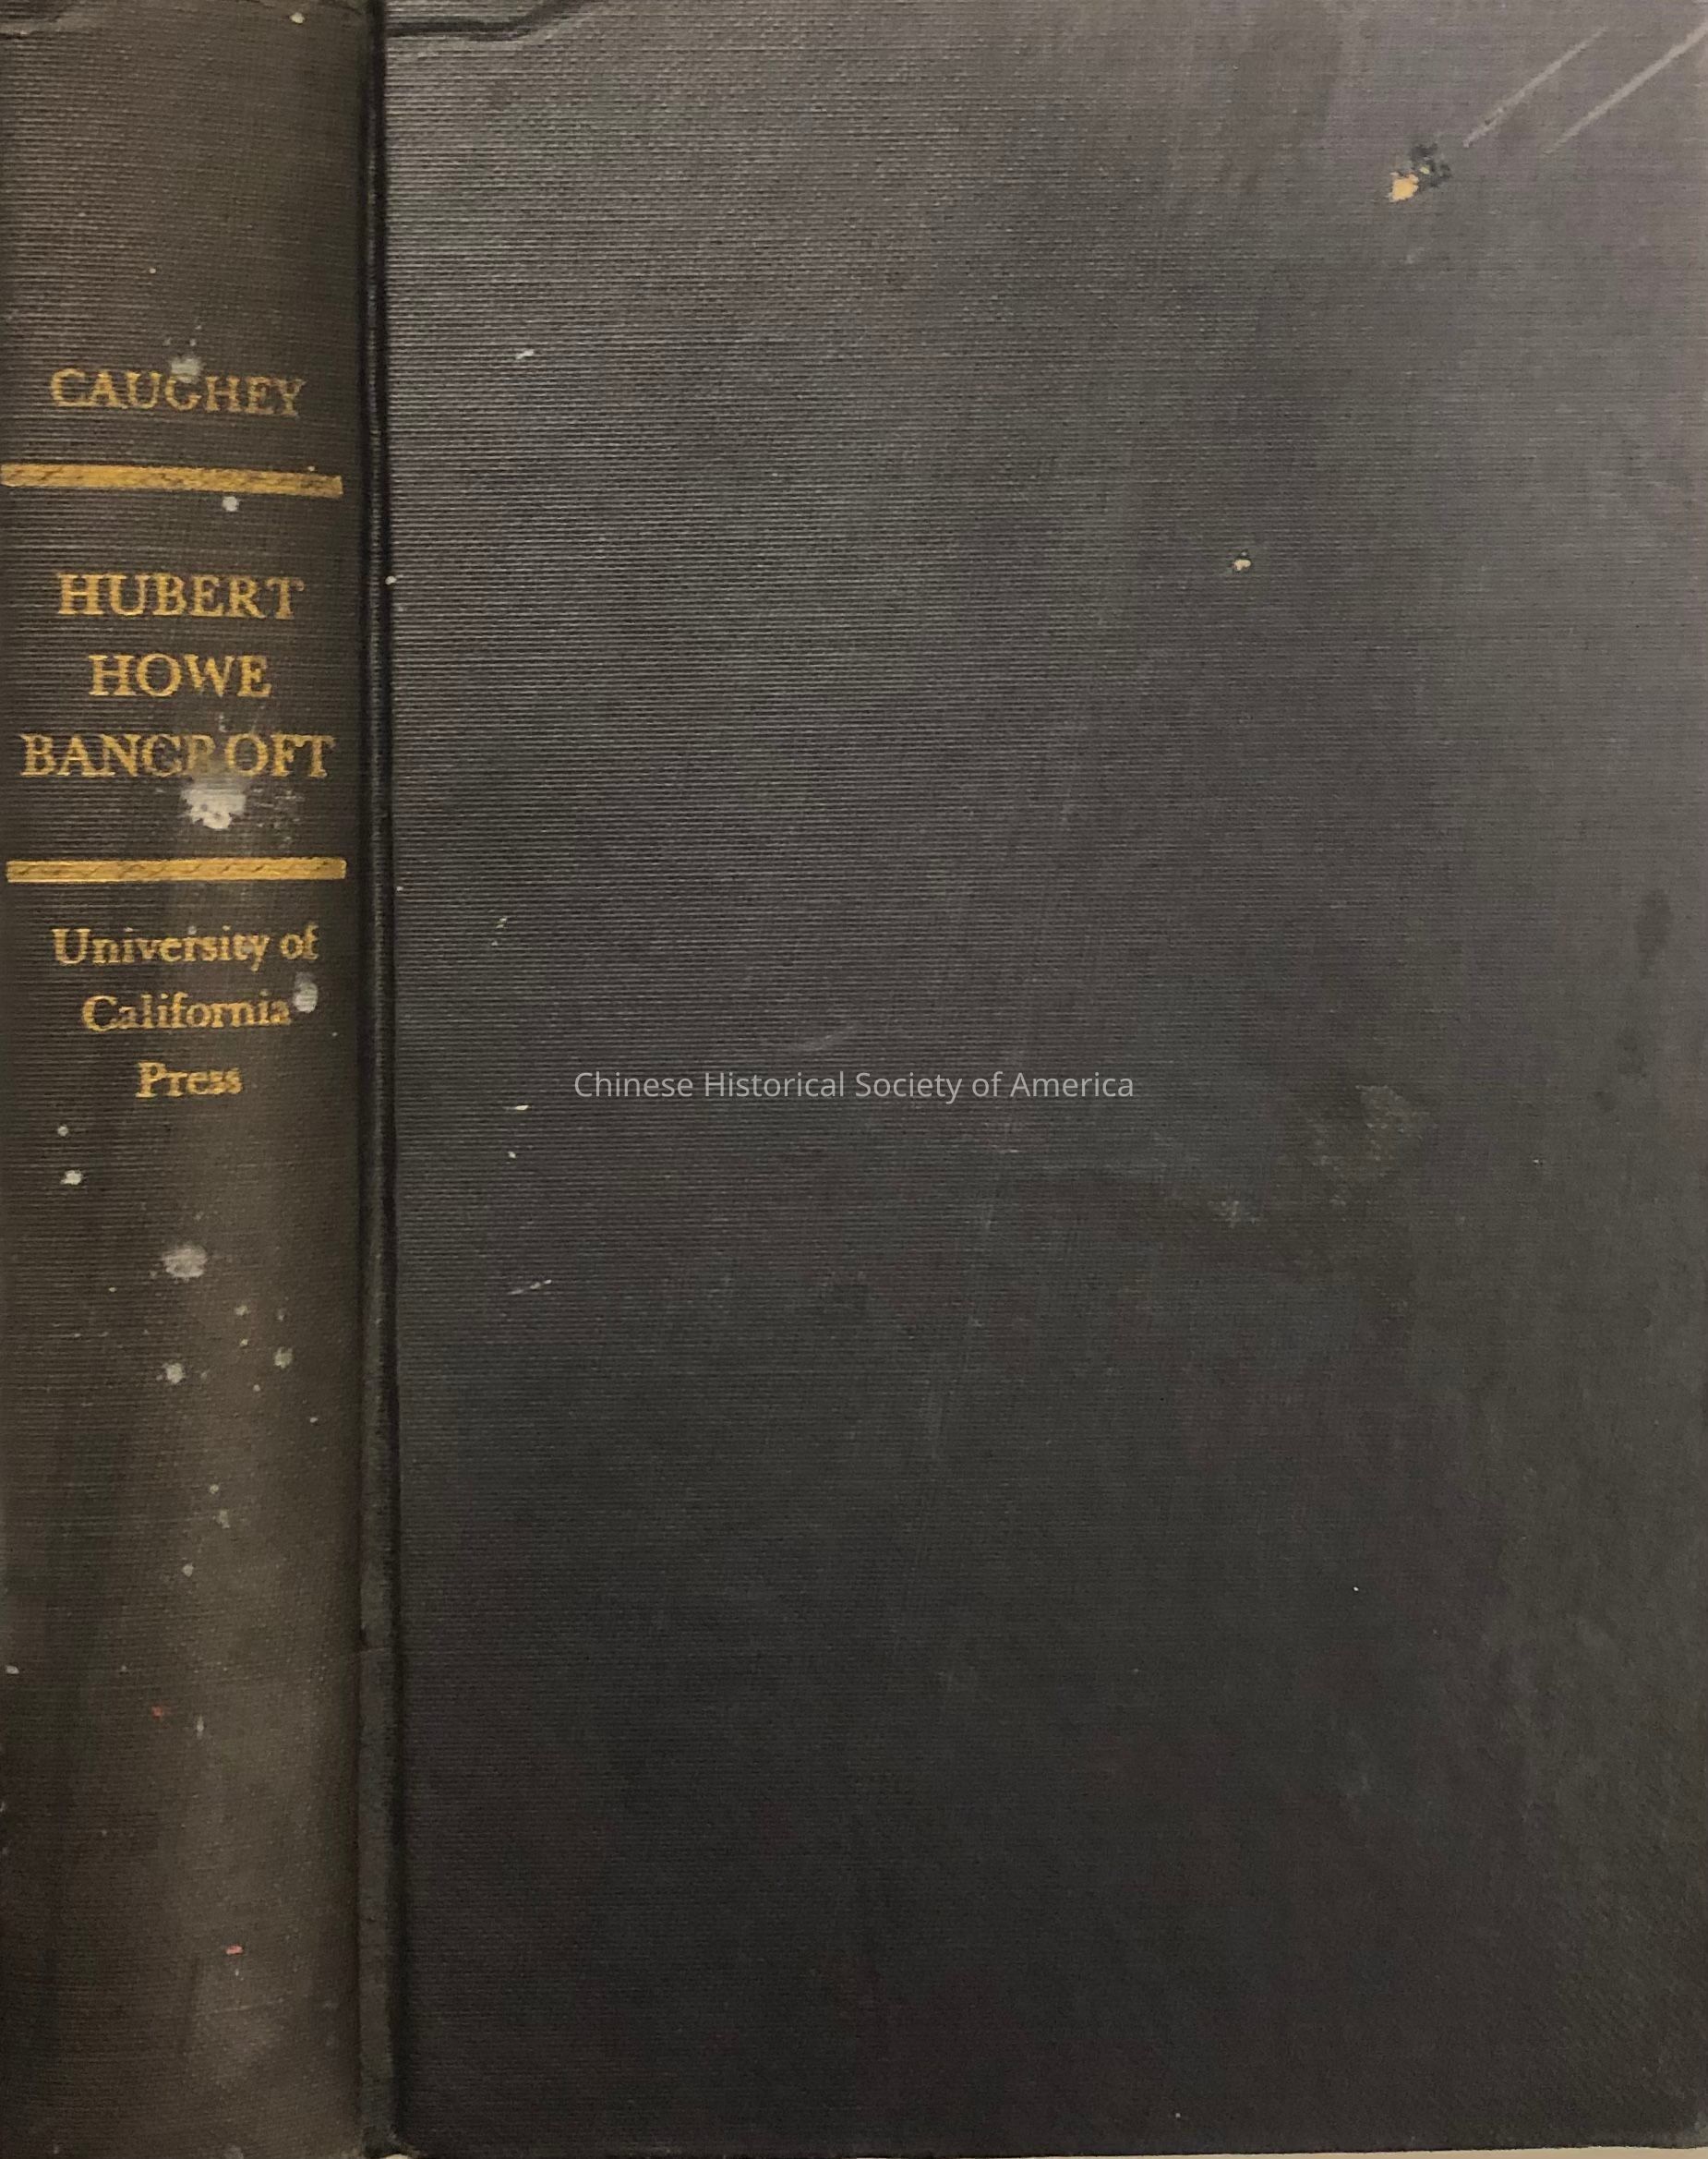 CAUGHEY
HUBERT
HOWE
BANCROFT
University of
California
Press
Chinese Historical Society of America